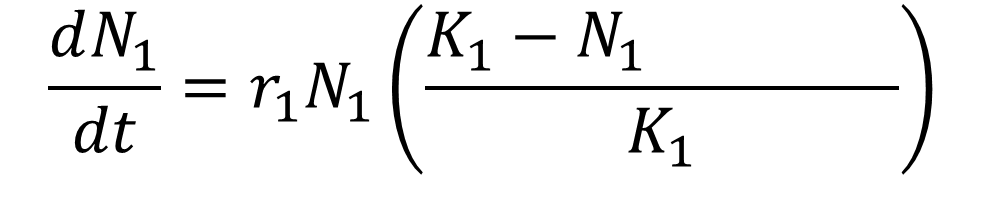 dN₁/dt = r₁N₁ ((K₁ − N₁)/K₁)